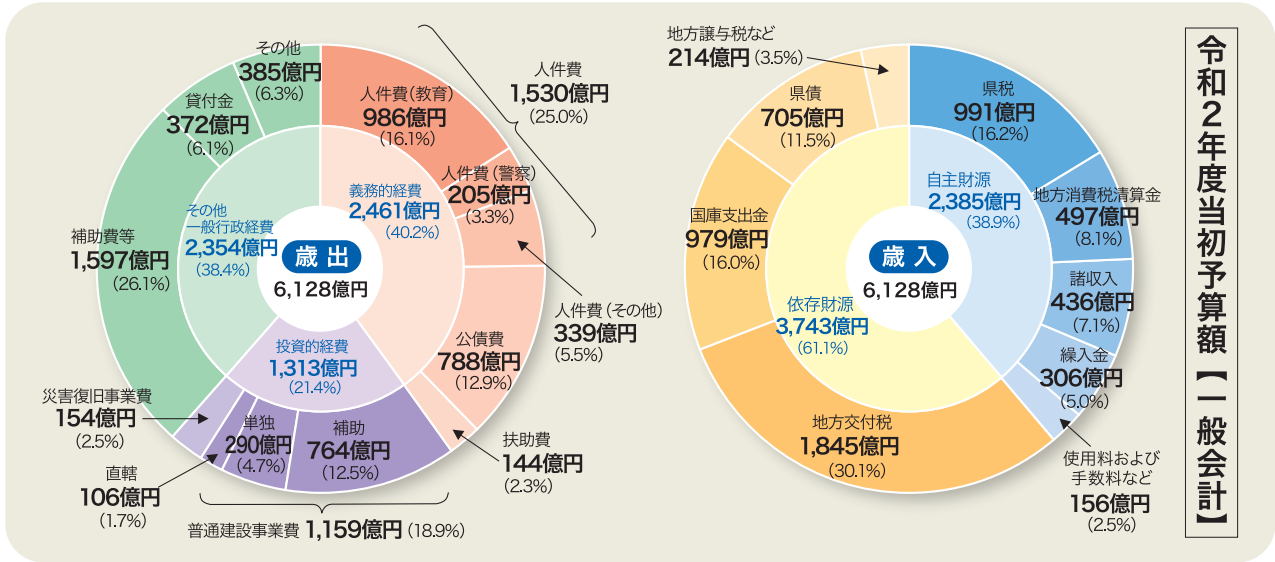 令和2年度当初予算額【一般会計】
歳出
6,128億円
義務的経費
2,461億円
(40.2%)
人件費
1,530億円
(25.0%)
人件費(教育)
986億円
(16.1%)
人件費(警察)
205億円
(3.3%)
人件費(その他)
339億円
(5.5%)
公債費
788億円
(12.9%)
扶助費
144億円
(2.3%)
投資的経費
1,313億円
(21.4%)
補助
764億円
(12.5%)
単独
290億円
(4.7%)
直轄
106億円
(1.7%)
普通建設事業費 1,159億円(18.9%)
災害復旧事業費
154億円
(2.5%)
その他
一般行政経費
2,354億円
(38.4%)
補助費等
1,597億円
(26.1%)
貸付金
372億円
(6.1%)
その他
385億円
(6.3%)
歳入
6,128億円
自主財源
2,385億円
(38.9%)
県税
991億円
(16.2%)
地方消費税清算金
497億円
(8.1%)
諸収入
436億円
(7.1%)
繰入金
306億円
(5.0%)
使用料および
手数料など
156億円
(2.5%)
依存財源
3,743億円
(61.1%)
地方交付税
1,845億円
(30.1%)
国庫支出金
979億円
(16.0%)
県債
705億円
(11.5%)
地方譲与税など
214億円(3.5%)